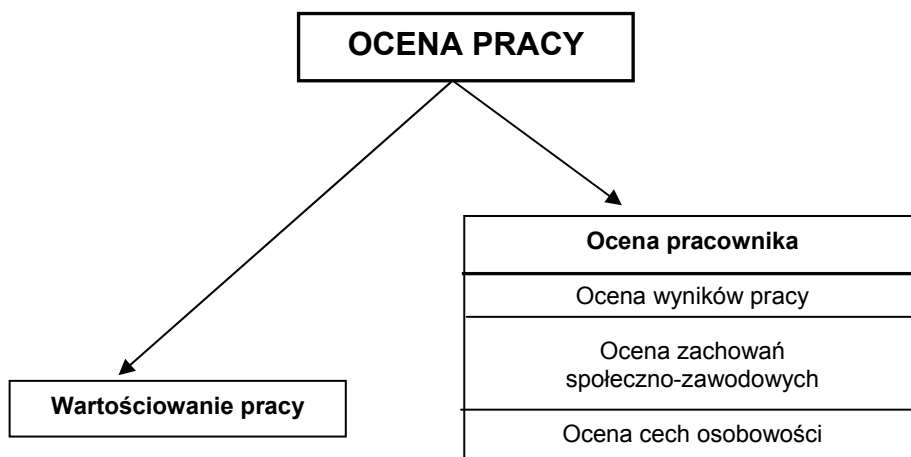 OCENA PRACY
Ocena pracownika
Ocena wyników pracy
Ocena zachowań
społeczno-zawodowych
Wartościowanie pracy
Ocena cech osobowości